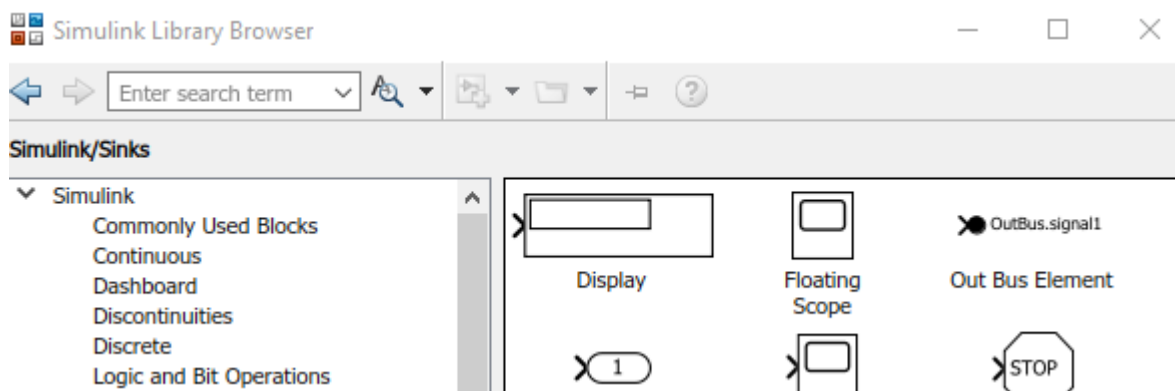 Simulink Library Browser
Enter search term
Simulink/Sinks
Simulink
Commonly Used Blocks
Continuous
Dashboard
Discontinuities
Discrete
Logic and Bit Operations
OutBus.signal1
Display
Floating
Scope
Out Bus Element
1
STOP